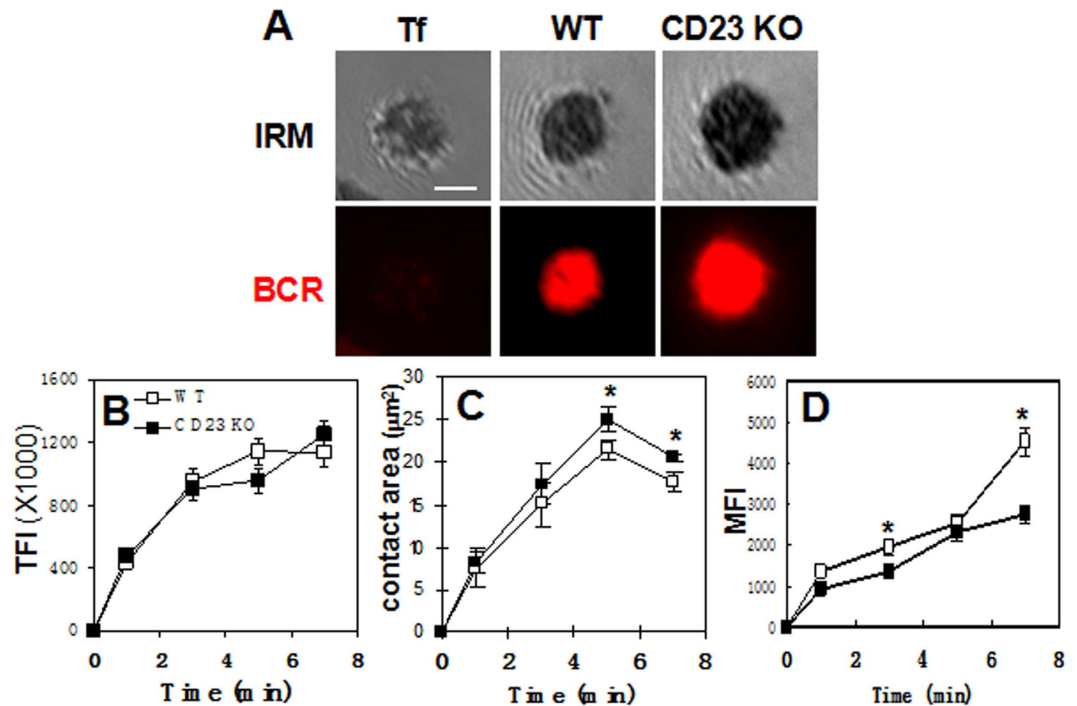 A Tf WT CD23 KO
IRM
BCR
B
WT
CD23 KO
TFI (X1000)
1600
1200
800
400
0
0 2 4 6 8
Time (min)
C
* *
contact area (µm²)
30
25
20
15
10
5
0
0 2 4 6 8
Time (min)
D
* *
MFI
6000
5000
4000
3000
2000
1000
0
0 2 4 6 8
Time (min)